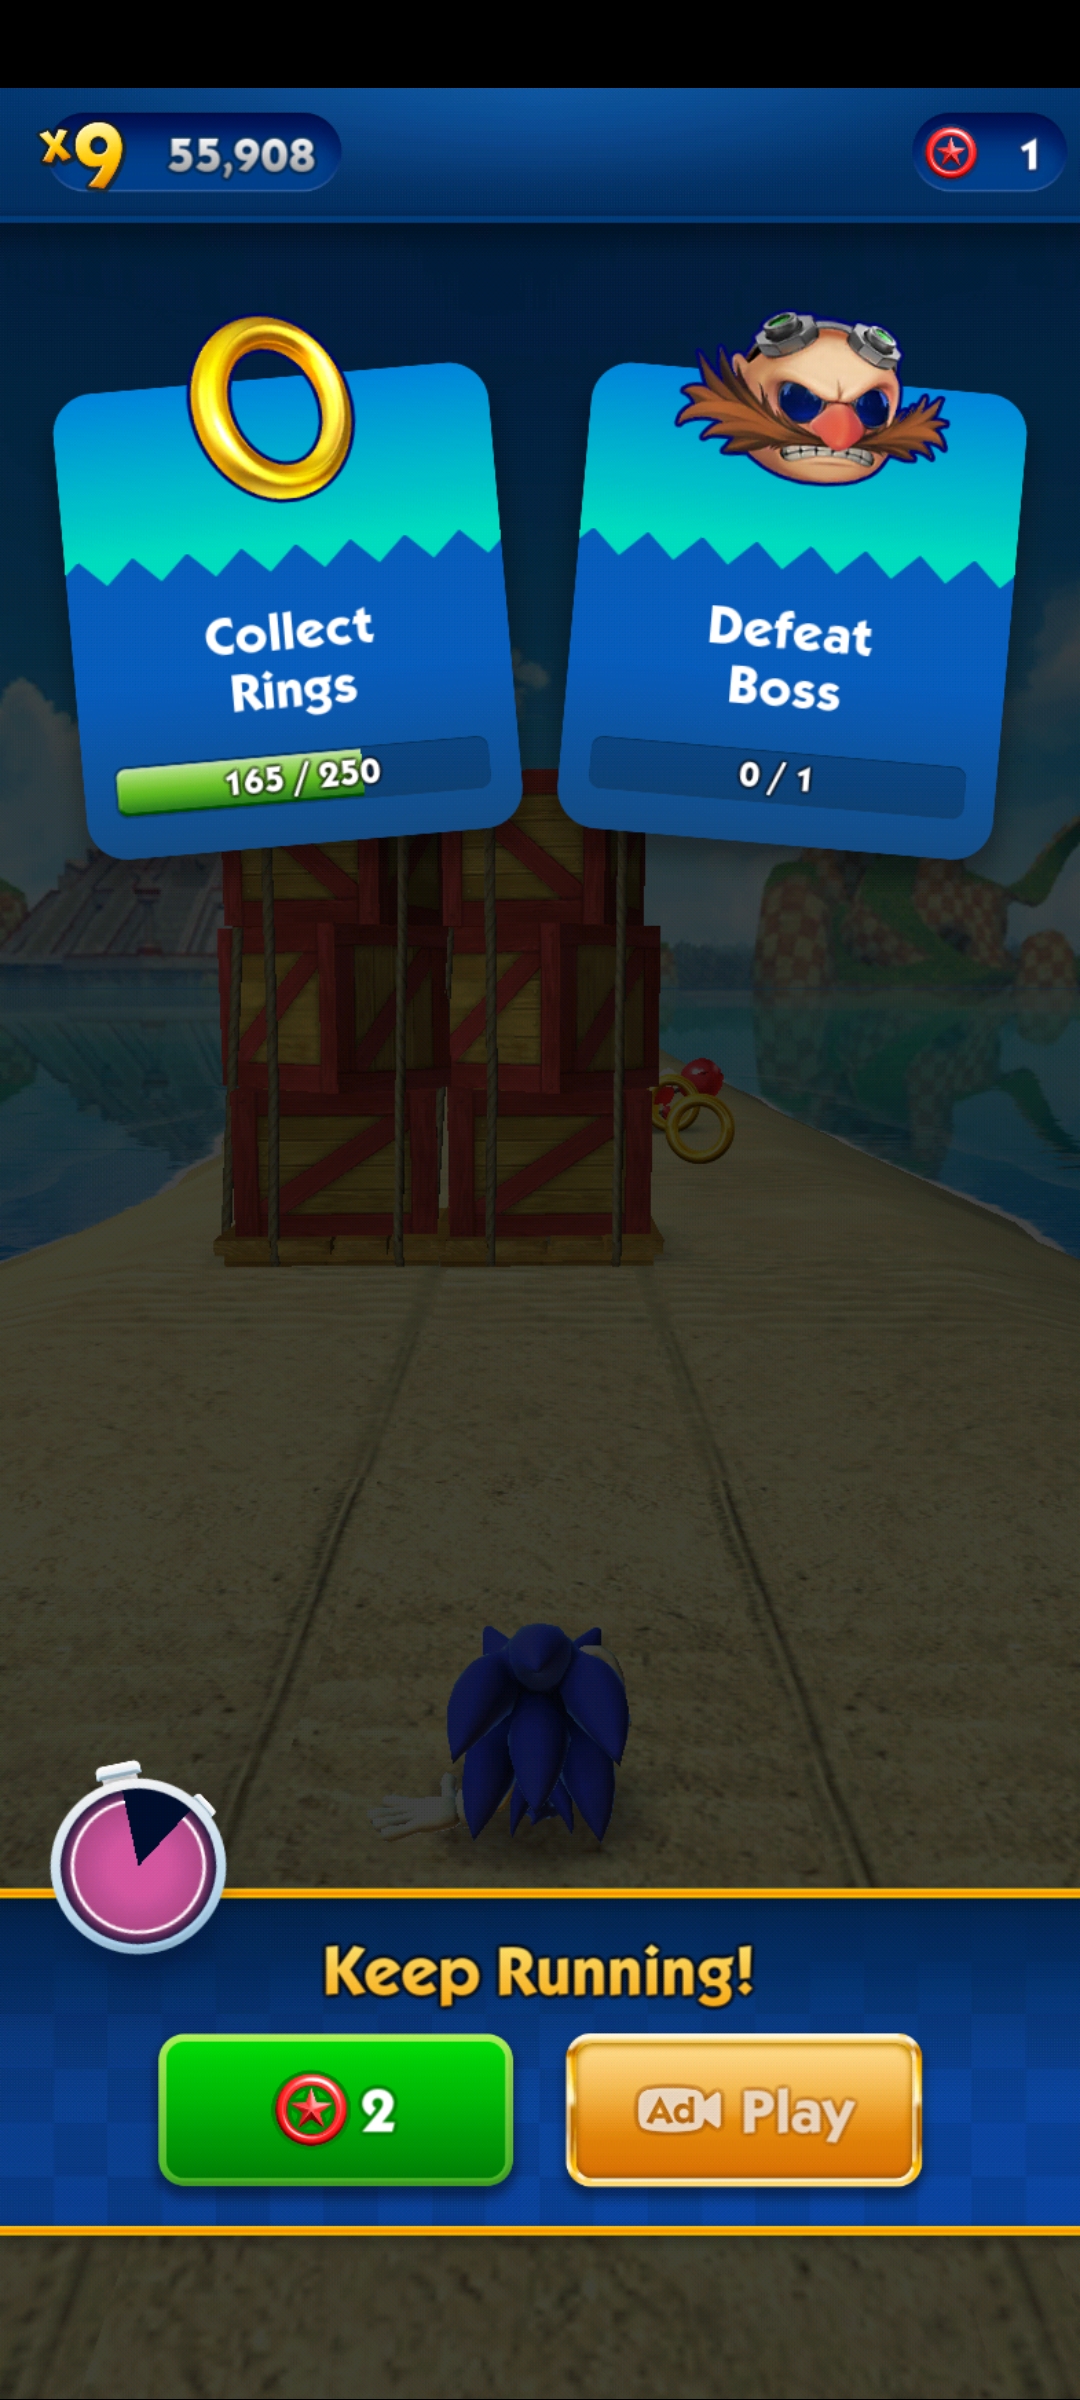 x9 55,908 1
Collect
Rings
165 / 250
Defeat
Boss
0 / 1
Keep Running!
2
Ad Play